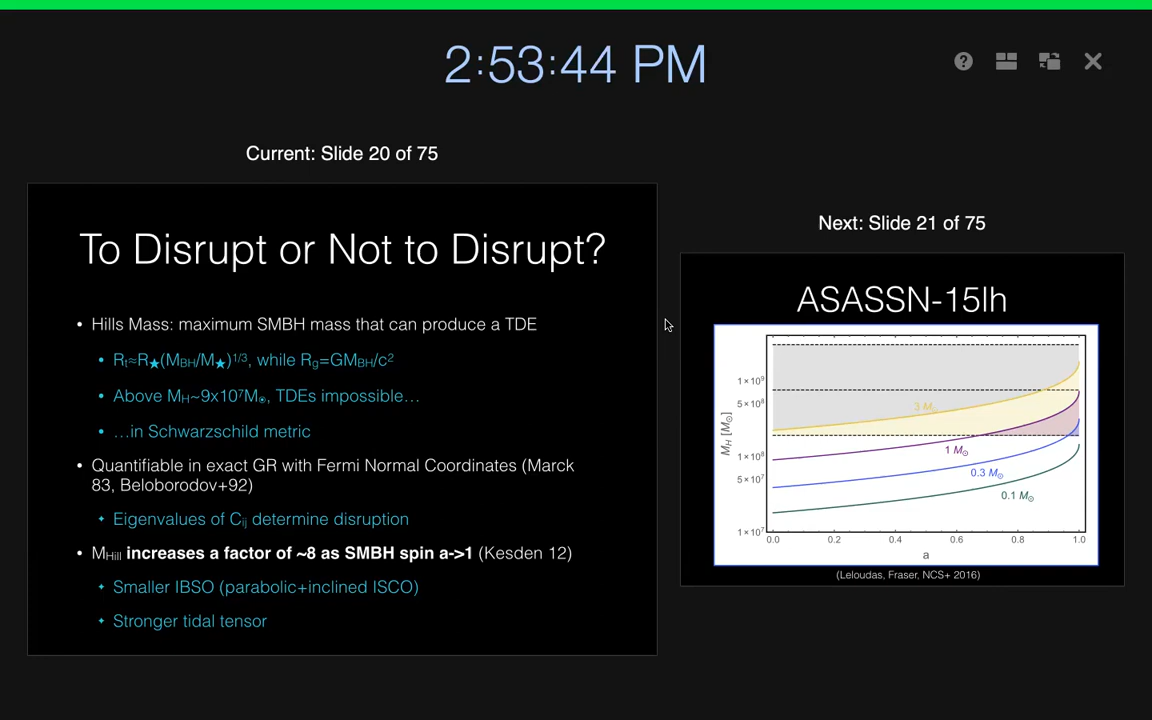 2:53:44 PM
Current: Slide 20 of 75
To Disrupt or Not to Disrupt?
• Hills Mass: maximum SMBH mass that can produce a TDE
• Rt≈R★(MBH/M★)1/3, while Rg=GMBH/c2
• Above MH~9x107M☉, TDEs impossible…
• …in Schwarzschild metric
• Quantifiable in exact GR with Fermi Normal Coordinates (Marck
83, Beloborodov+92)
✦ Eigenvalues of Cij determine disruption
• MHill increases a factor of ~8 as SMBH spin a->1 (Kesden 12)
✦ Smaller IBSO (parabolic+inclined ISCO)
✦ Stronger tidal tensor
Next: Slide 21 of 75
ASASSN-15lh
MH [M☉]
1×10⁹
5×10⁸
1×10⁸
5×10⁷
1×10⁷
3 M☉
1 M☉
0.3 M☉
0.1 M☉
0.0 0.2 0.4 0.6 0.8 1.0
a
(Leloudas, Fraser, NCS+ 2016)